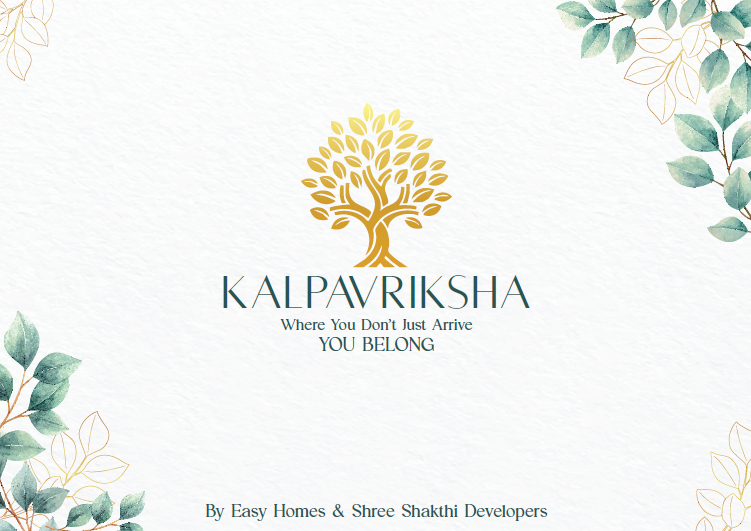 KALPAVRIKSHA
Where You Don't Just Arrive
YOU BELONG
By Easy Homes & Shree Shakthi Developers